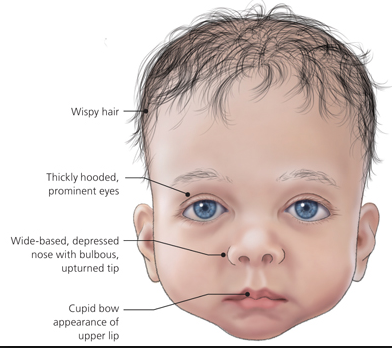 Wispy hair
Thickly hooded,
prominent eyes
Wide-based, depressed
nose with bulbous,
upturned tip
Cupid bow
appearance of
upper lip